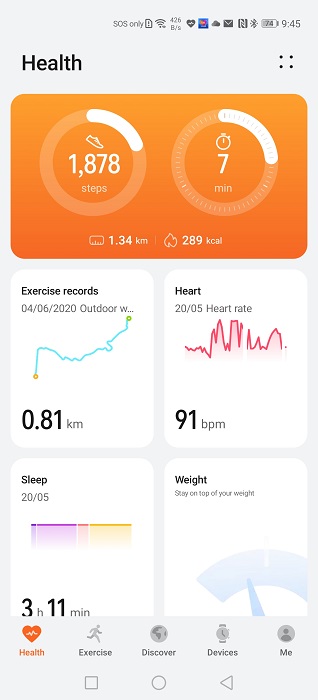 SOS only 426 B/s 74 9:45
Health
1,878
steps
7
min
1.34 km 289 kcal
Exercise records
04/06/2020 Outdoor w...
0.81 km
Heart
20/05 Heart rate
91 bpm
Sleep
20/05
3 h 11 min
Weight
Stay on top of your weight
Health Exercise Discover Devices Me